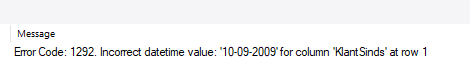 Message
Error Code: 1292. Incorrect datetime value: '10-09-2009' for column 'KlantSinds' at row 1